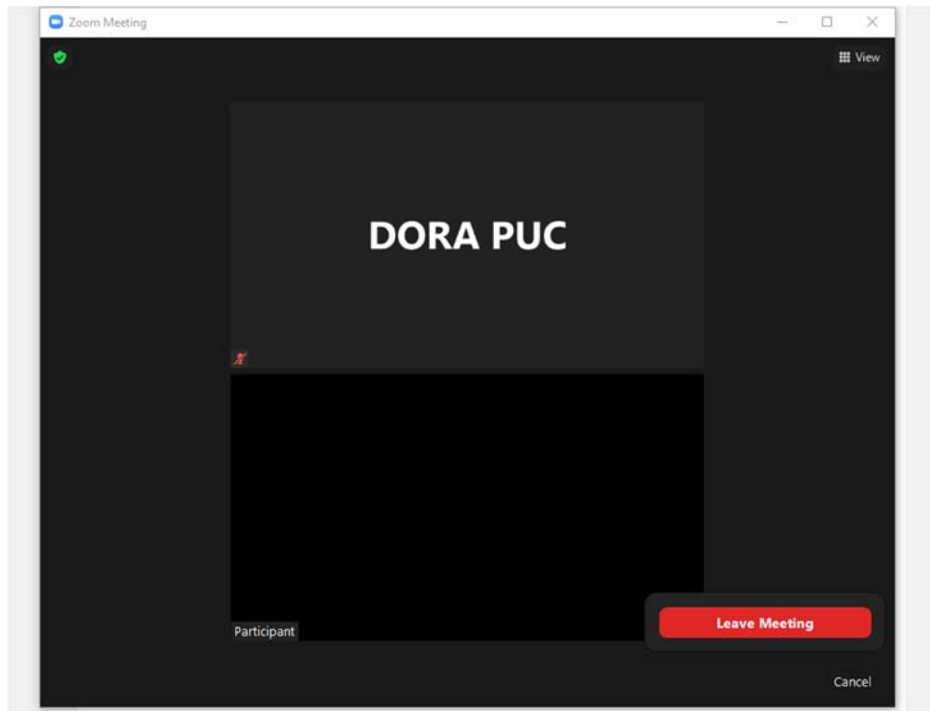 Zoom Meeting
View
DORA PUC
Participant
Leave Meeting
Cancel